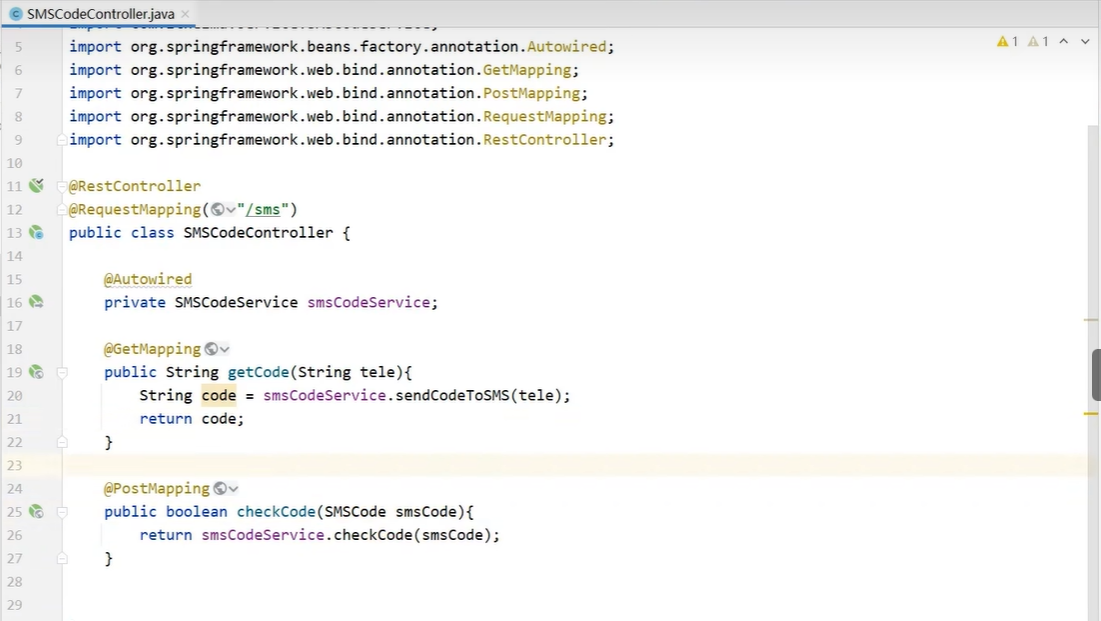 SMSCodeController.java
5 import org.springframework.beans.factory.annotation.Autowired;
1 1
6 import org.springframework.web.bind.annotation.GetMapping;
7 import org.springframework.web.bind.annotation.PostMapping;
8 import org.springframework.web.bind.annotation.RequestMapping;
9 import org.springframework.web.bind.annotation.RestController;
10
11 @RestController
12 @RequestMapping("/sms")
13 public class SMSCodeController {
14
15 @Autowired
16 private SMSCodeService smsCodeService;
17
18 @GetMapping
19 public String getCode(String tele){
20 String code = smsCodeService.sendCodeToSMS(tele);
21 return code;
22 }
23
24 @PostMapping
25 public boolean checkCode(SMSCode smsCode){
26 return smsCodeService.checkCode(smsCode);
27 }
28
29